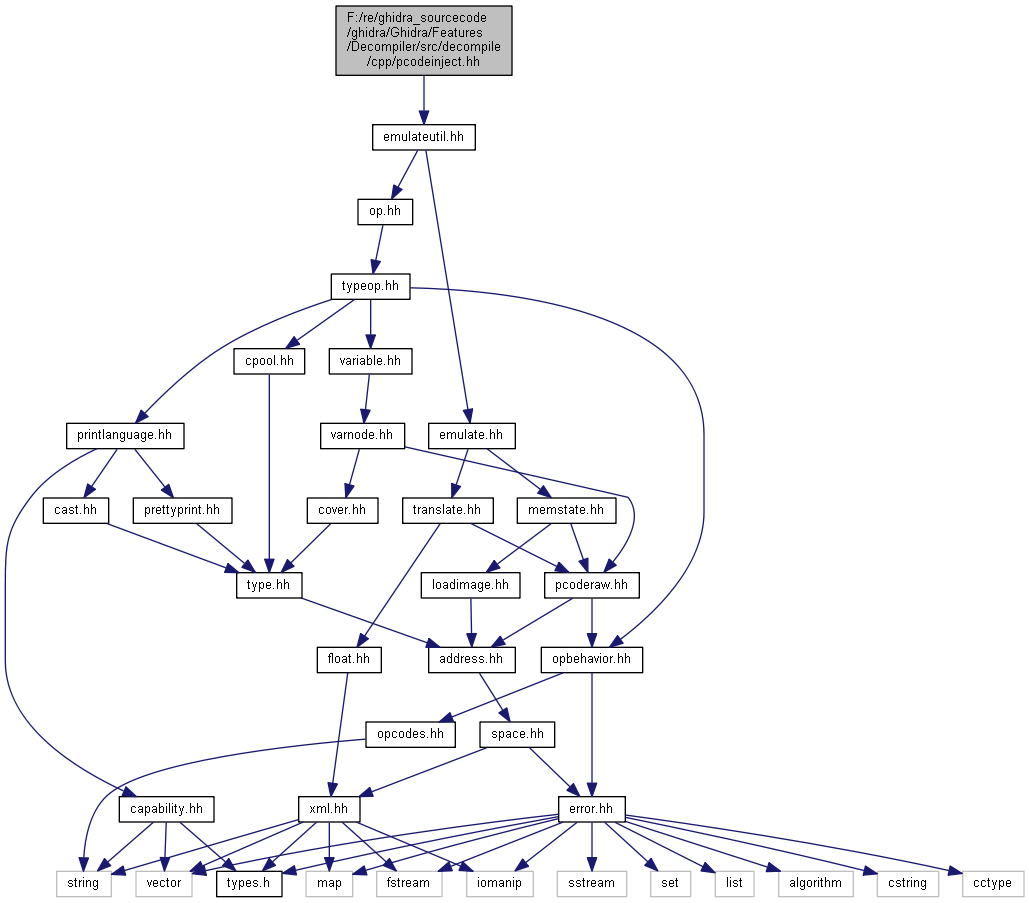 F:/re/ghidra_sourcecode
/ghidra/Ghidra/Features
/Decompiler/src/decompile
/cpp/pcodeinject.hh
emulateutil.hh
op.hh
typeop.hh
cpool.hh
variable.hh
printlanguage.hh
varnode.hh
emulate.hh
cast.hh
prettyprint.hh
cover.hh
translate.hh
memstate.hh
type.hh
loadimage.hh
pcoderaw.hh
float.hh
address.hh
opbehavior.hh
opcodes.hh
space.hh
capability.hh
xml.hh
error.hh
string
vector
types.h
map
fstream
iomanip
sstream
set
list
algorithm
cstring
cctype